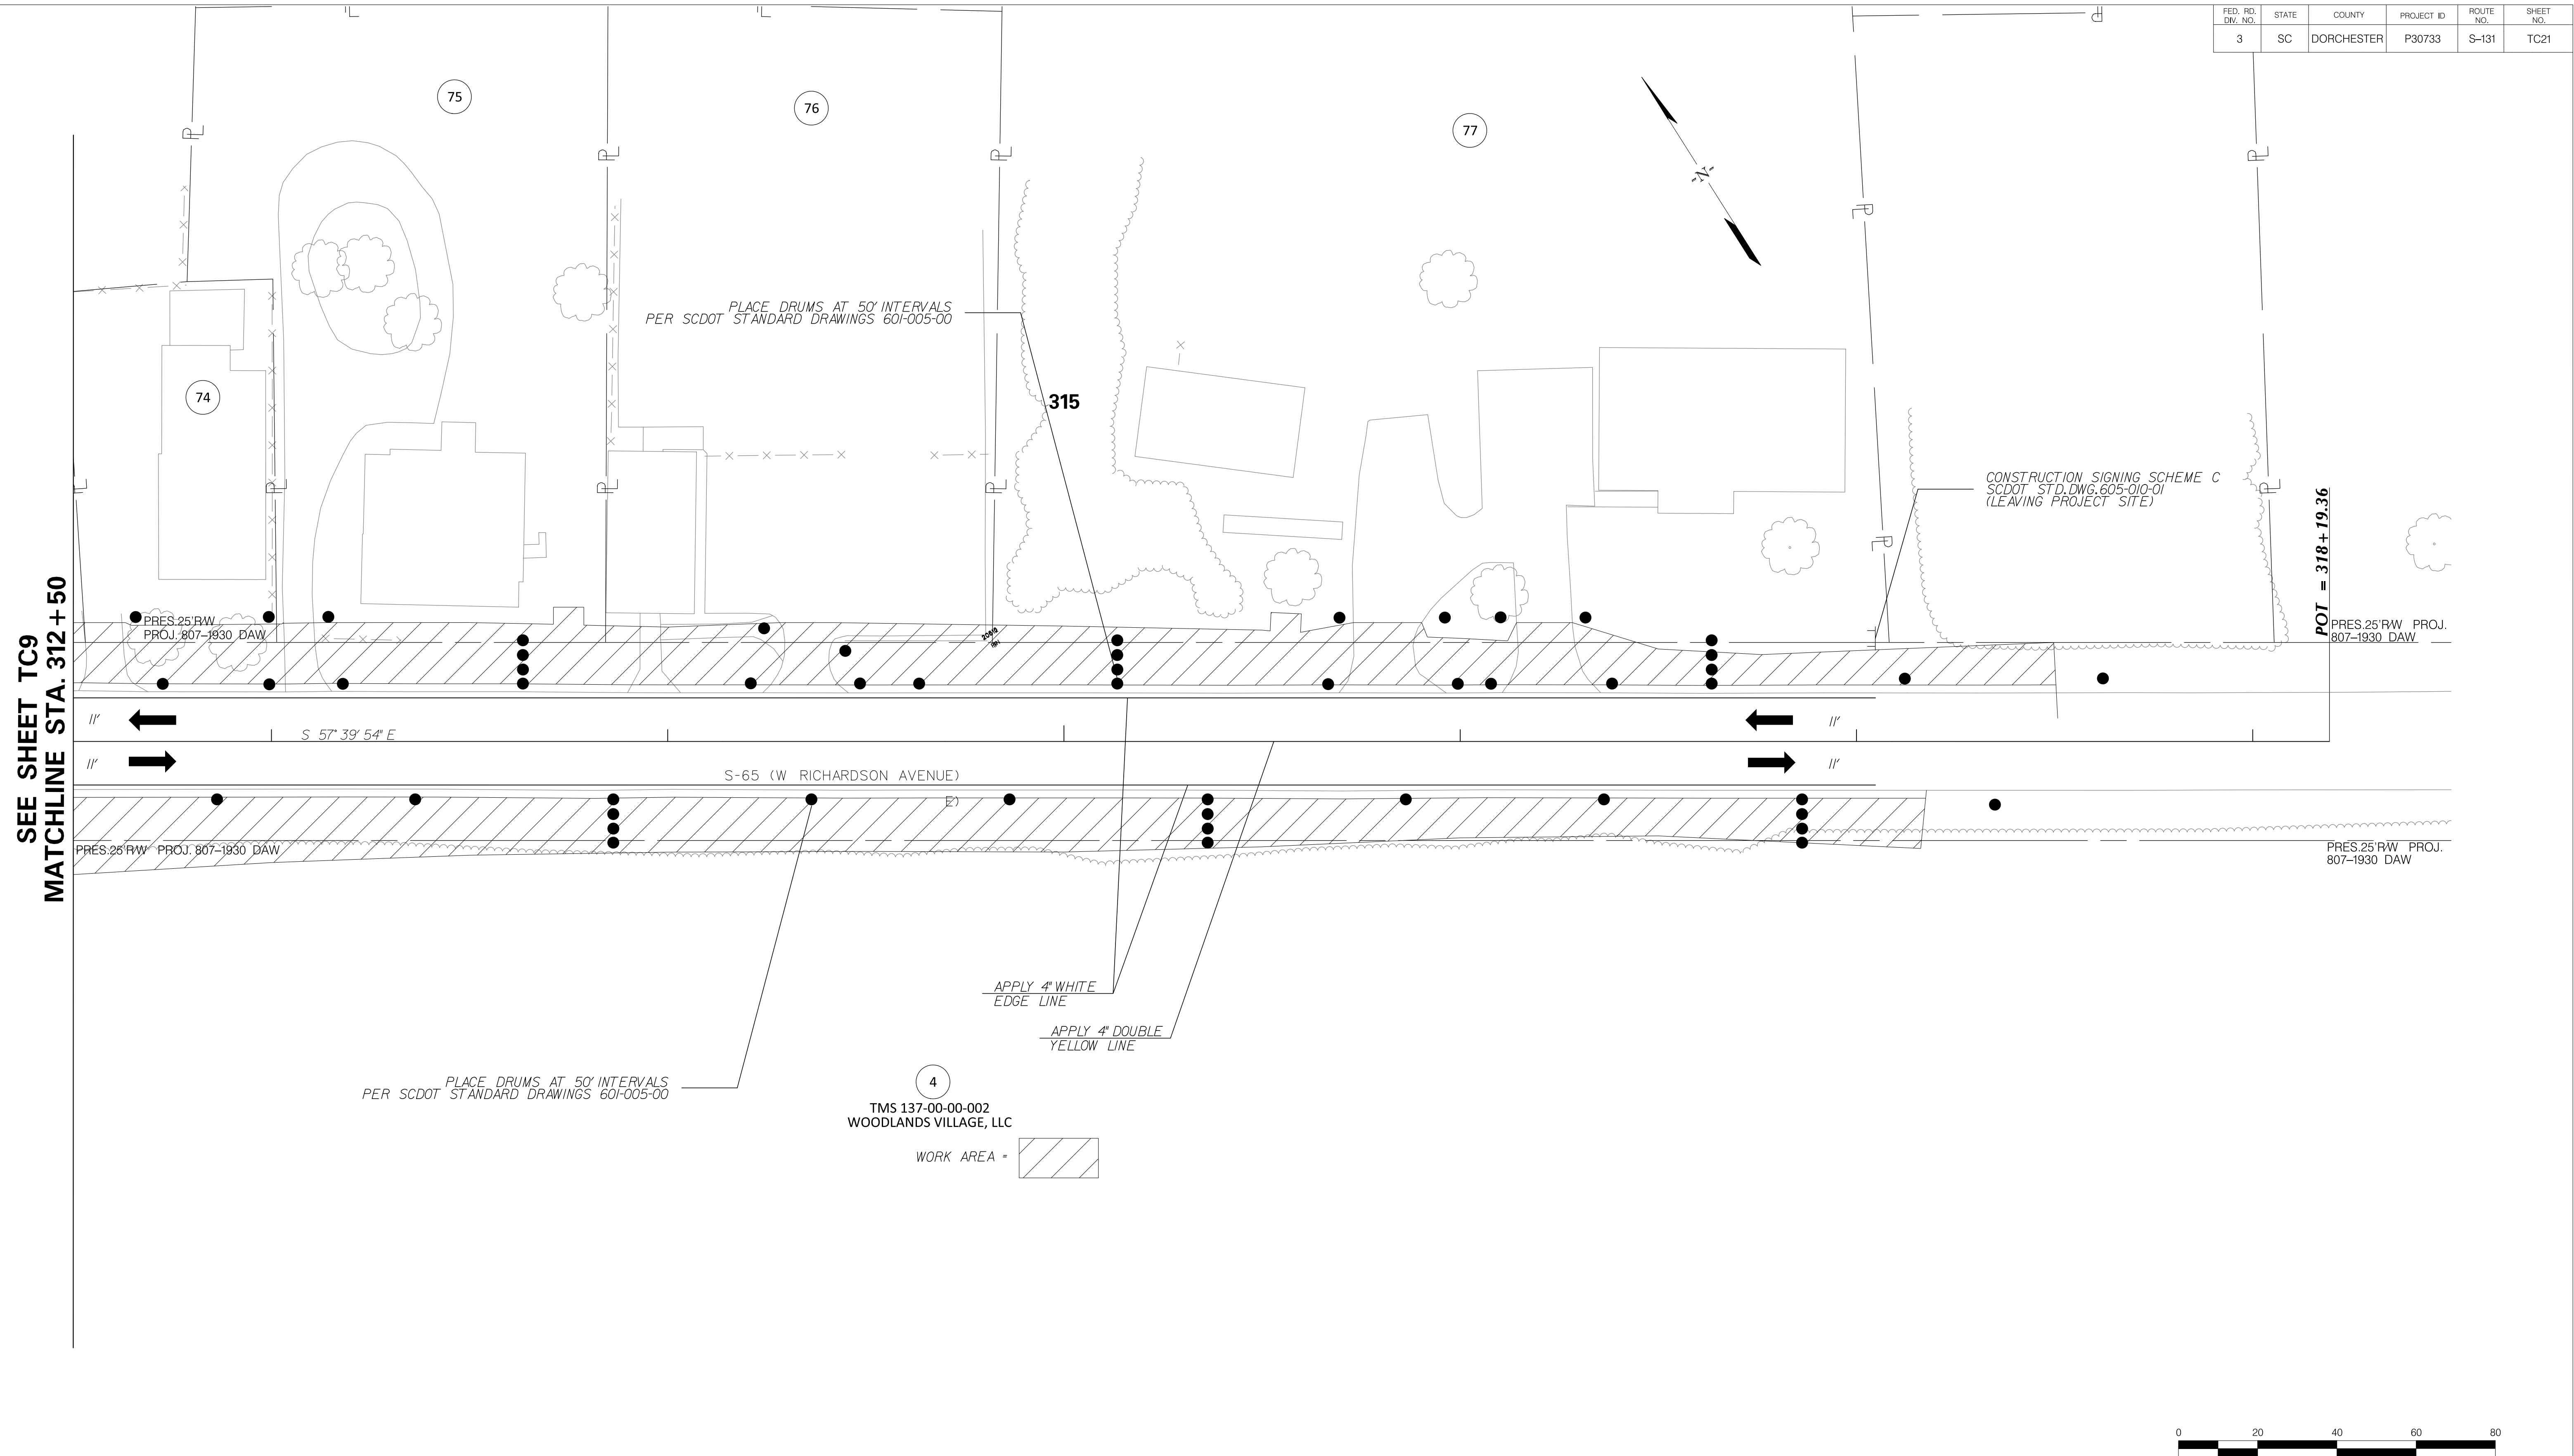 FED. RD. DIV. NO.
STATE
COUNTY
PROJECT ID
ROUTE NO.
SHEET NO.
3
SC
DORCHESTER
P30733
S–131
TC21
75
76
77
74
-N-
PLACE DRUMS AT 50' INTERVALS
PER SCDOT STANDARD DRAWINGS 601-005-00
315
CONSTRUCTION SIGNING SCHEME C
SCDOT STD.DWG.605-010-01
(LEAVING PROJECT SITE)
POT = 318+19.36
SEE SHEET TC9
MATCHLINE STA. 312+50
PRES.25'R/W
PROJ. 807–1930 DAW
PRES.25'R/W PROJ.
807–1930 DAW
11'
11'
S 57° 39' 54" E
11'
11'
S-65 (W RICHARDSON AVENUE)
E)
PRES.25'R/W PROJ. 807–1930 DAW
PRES.25'R/W PROJ.
807–1930 DAW
APPLY 4" WHITE
EDGE LINE
APPLY 4" DOUBLE
YELLOW LINE
PLACE DRUMS AT 50' INTERVALS
PER SCDOT STANDARD DRAWINGS 601-005-00
4
TMS 137-00-00-002
WOODLANDS VILLAGE, LLC
WORK AREA =
0 20 40 60 80